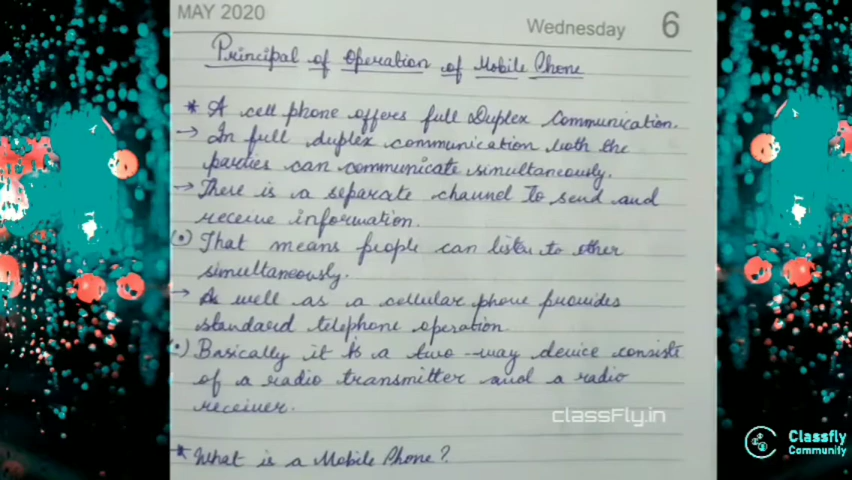 MAY 2020
Wednesday 6
Principal of Operation of Mobile Phone
* A cell phone offers full Duplex Communication.
→ In full duplex communication both the
parties can communicate simultaneously.
→ There is a separate channel to send and
receive information.
(•) That means people can listen to other
simultaneously.
→ As well as a cellular phone provides
standard telephone operation
(•) Basically it is a two-way device consists
of a radio transmitter and a radio
receiver.
classFly.in
* What is a Mobile Phone?
Classfly
Community